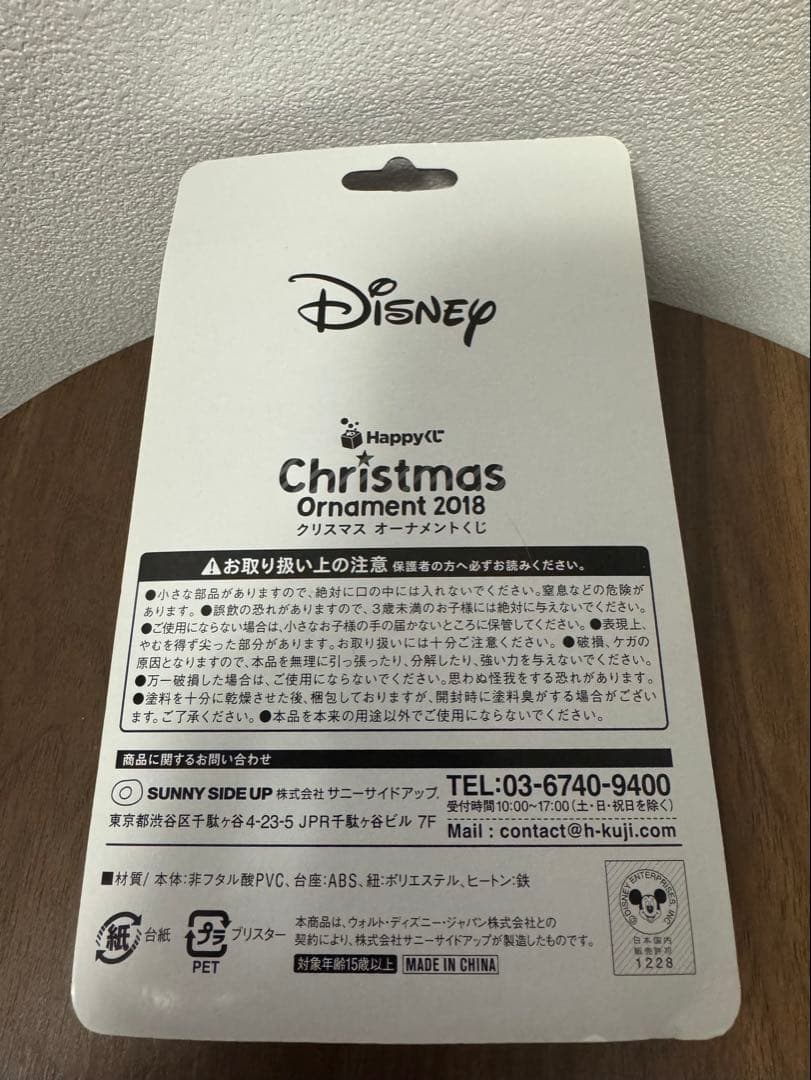 Disney
Happyくじ
Christmas
Ornament 2018
クリスマス オーナメントくじ
お取り扱い上の注意 保護者の方へ必ずお読みください。
●小さな部品がありますので、絶対に口の中には入れないでください。窒息などの危険が
あります。●誤飲の恐れがありますので、3歳未満のお子様には絶対に与えないでください。
●ご使用にならない場合は、小さなお子様の手の届かないところに保管してください。●表現上、
やむを得ず尖った部分があります。お取り扱いには十分ご注意ください。 ●破損、ケガの
原因となりますので、本品を無理に引っ張ったり、分解したり、強い力を与えないでください。
●万一破損した場合は、ご使用にならないでください。思わぬ怪我をする恐れがあります。
●塗料を十分に乾燥させた後、梱包しておりますが、開封時に塗料臭がする場合がござい
ます。ご了承ください。●本品を本来の用途以外でご使用にならないでください。
商品に関するお問い合わせ
SUNNY SIDE UP 株式会社 サニーサイドアップ
東京都渋谷区千駄ヶ谷4-23-5 JPR千駄ヶ谷ビル 7F
TEL:03-6740-9400
受付時間10:00~17:00(土・日・祝日を除く)
Mail : contact@h-kuji.com
■材質/ 本体:非フタル酸PVC、台座:ABS、紐:ポリエステル、ヒートン:鉄
紙 台紙
プラ ブリスター
PET
本商品は、ウォルト・ディズニー・ジャパン株式会社との
契約により、株式会社サニーサイドアップが製造したものです。
対象年齢15歳以上 MADE IN CHINA
©DISNEY ENTERPRISES, INC.
日本国内
販売許可
1228